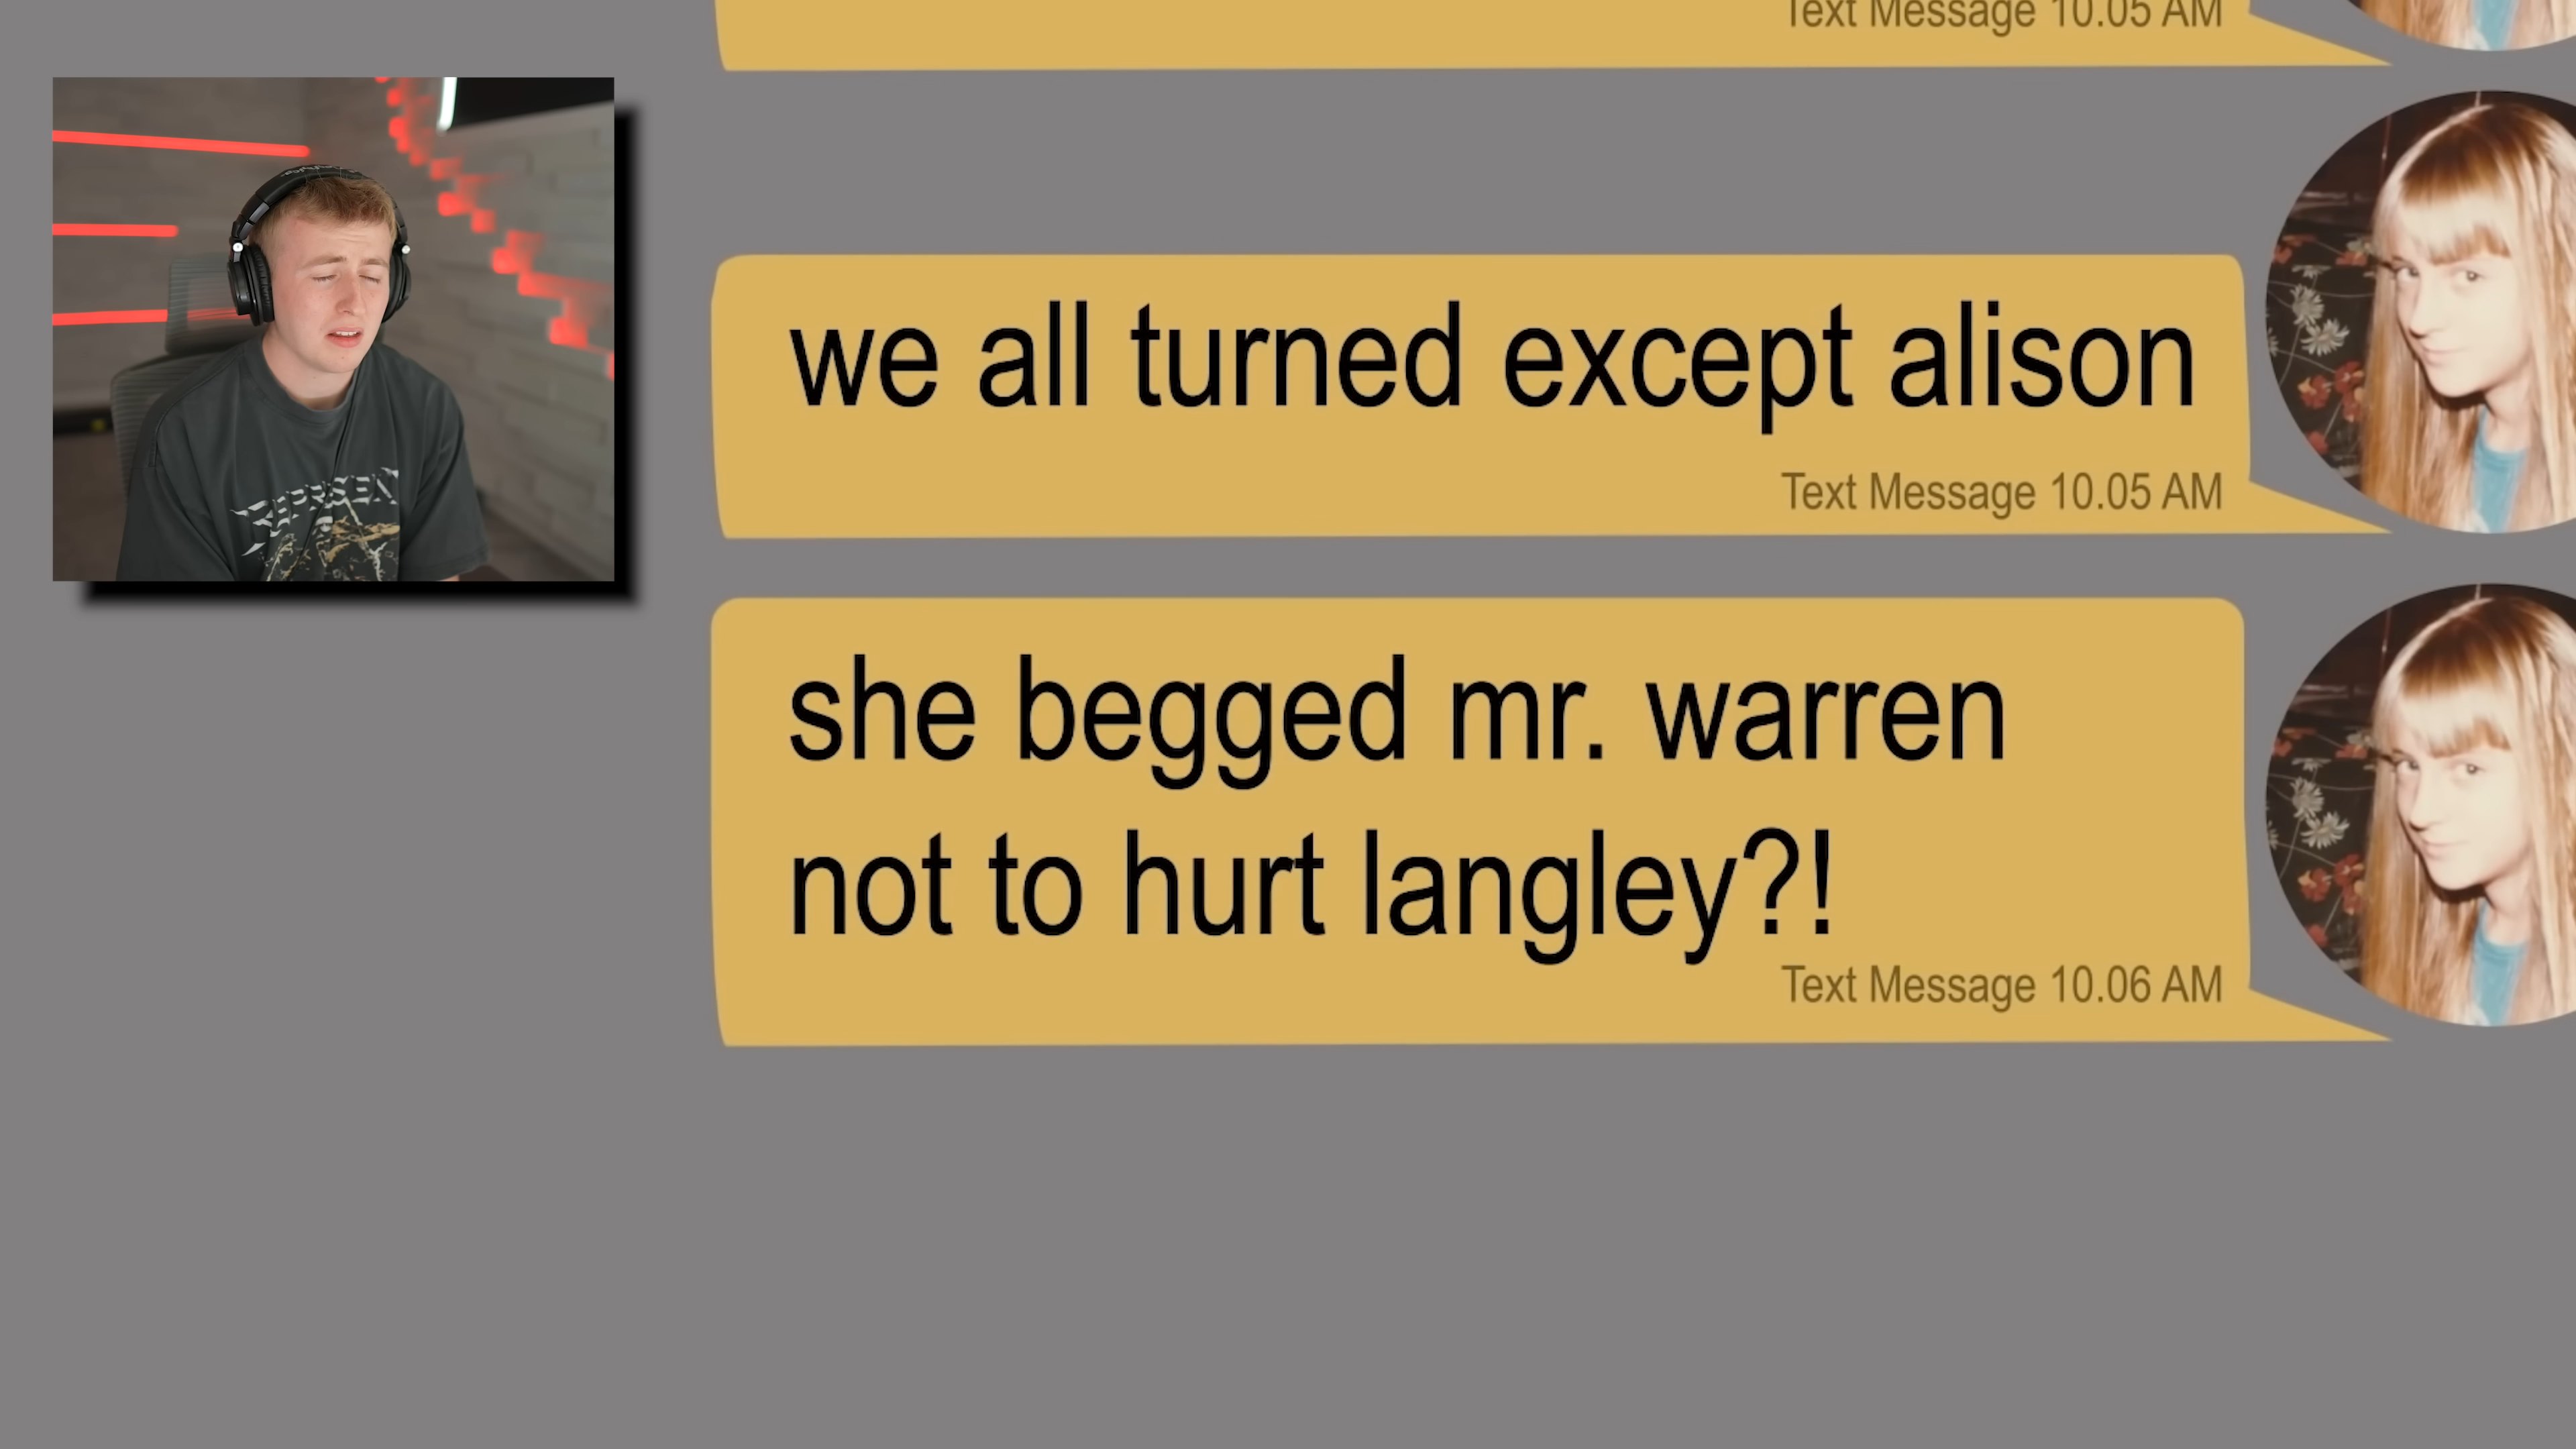 Text Message 10.05 AM
we all turned except alison
Text Message 10.05 AM
she begged mr. warren
not to hurt langley?!
Text Message 10.06 AM